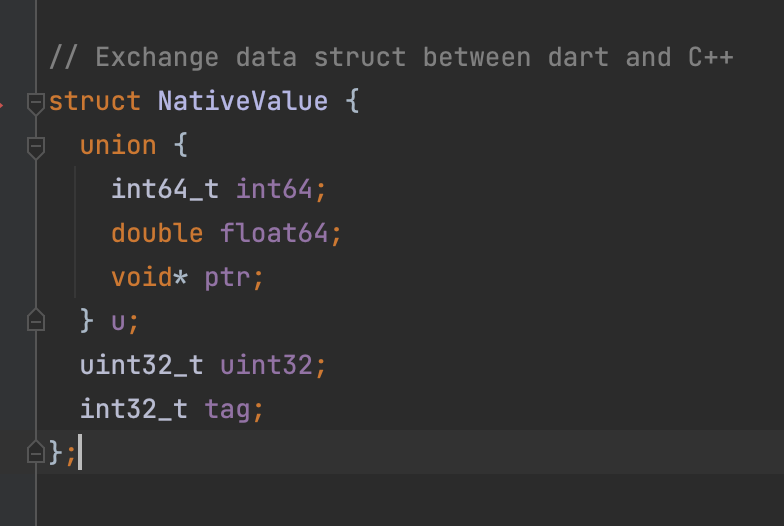 // Exchange data struct between dart and C++
struct NativeValue {
  union {
    int64_t int64;
    double float64;
    void* ptr;
  } u;
  uint32_t uint32;
  int32_t tag;
};